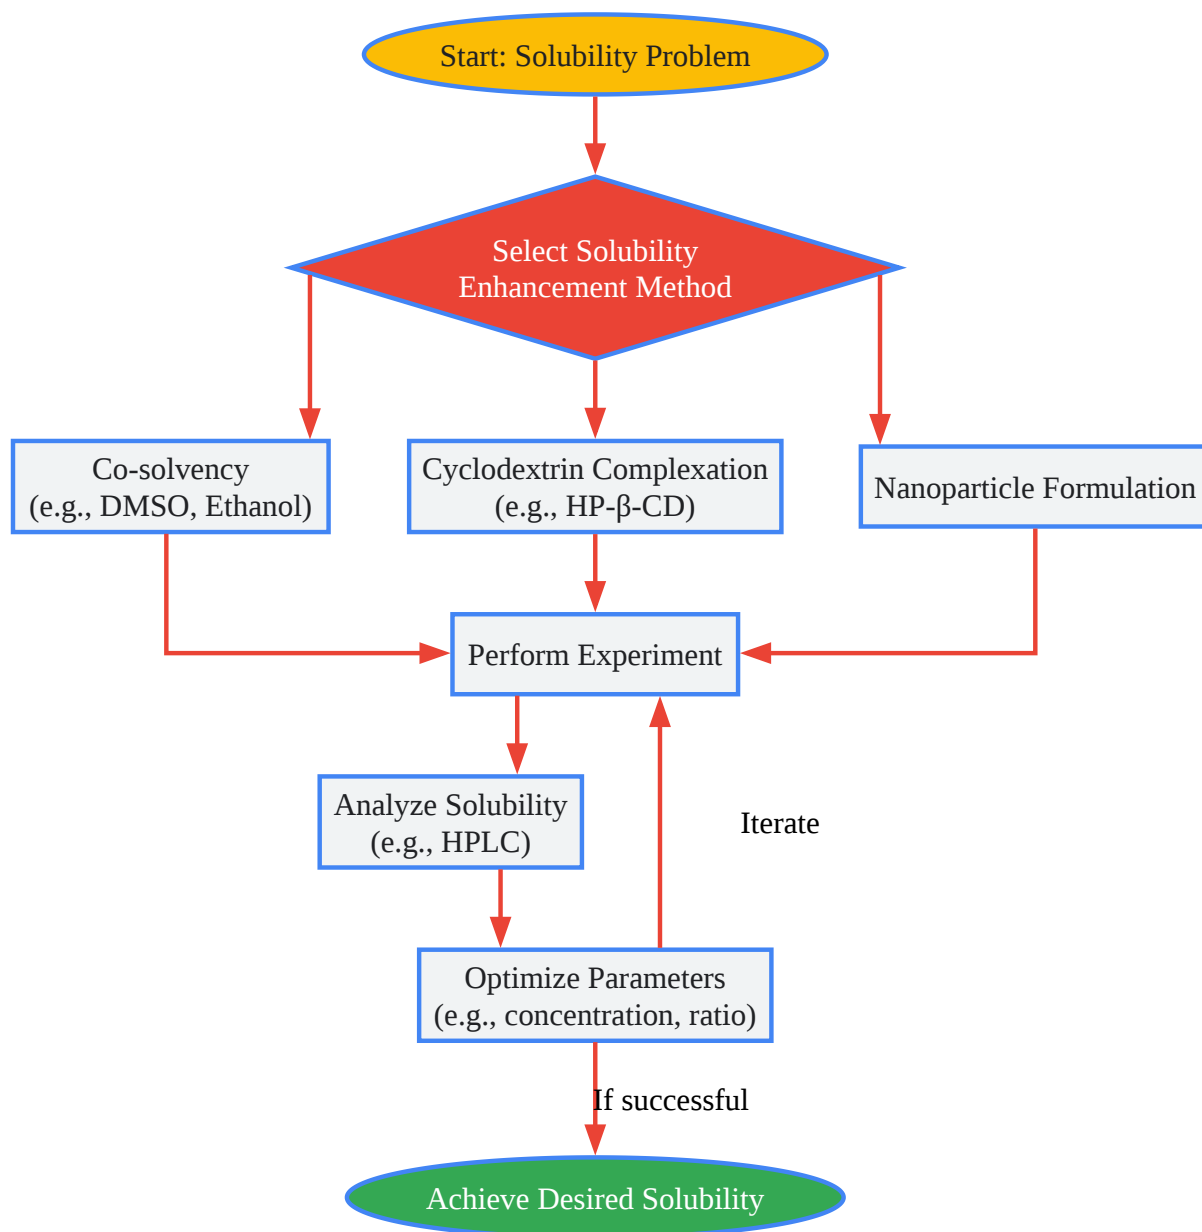 Start: Solubility Problem
Select Solubility
Enhancement Method
Co-solvency
(e.g., DMSO, Ethanol)
Cyclodextrin Complexation
(e.g., HP-β-CD)
Nanoparticle Formulation
Perform Experiment
Analyze Solubility
(e.g., HPLC)
Iterate
Optimize Parameters
(e.g., concentration, ratio)
If successful
Achieve Desired Solubility